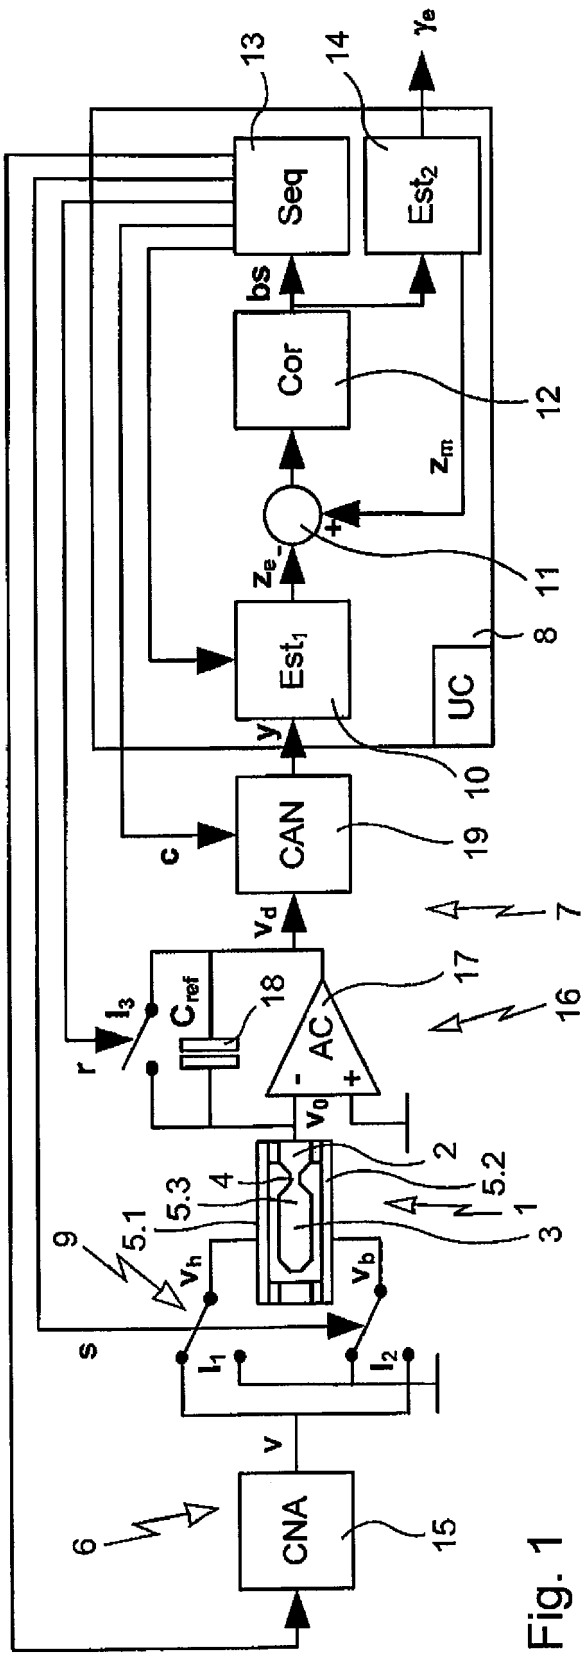 13
14
γe
Seq
Est2
bs
Cor
12
zm
ze
-
+
11
Est1
10
UC
8
y
CAN
19
c
vd
7
I3
r
Cref
18
AC
-
+
17
16
v0
2
4
5.3
5.1
5.2
1
3
9
vh
vb
s
I1
I2
v
6
CNA
15
Fig. 1